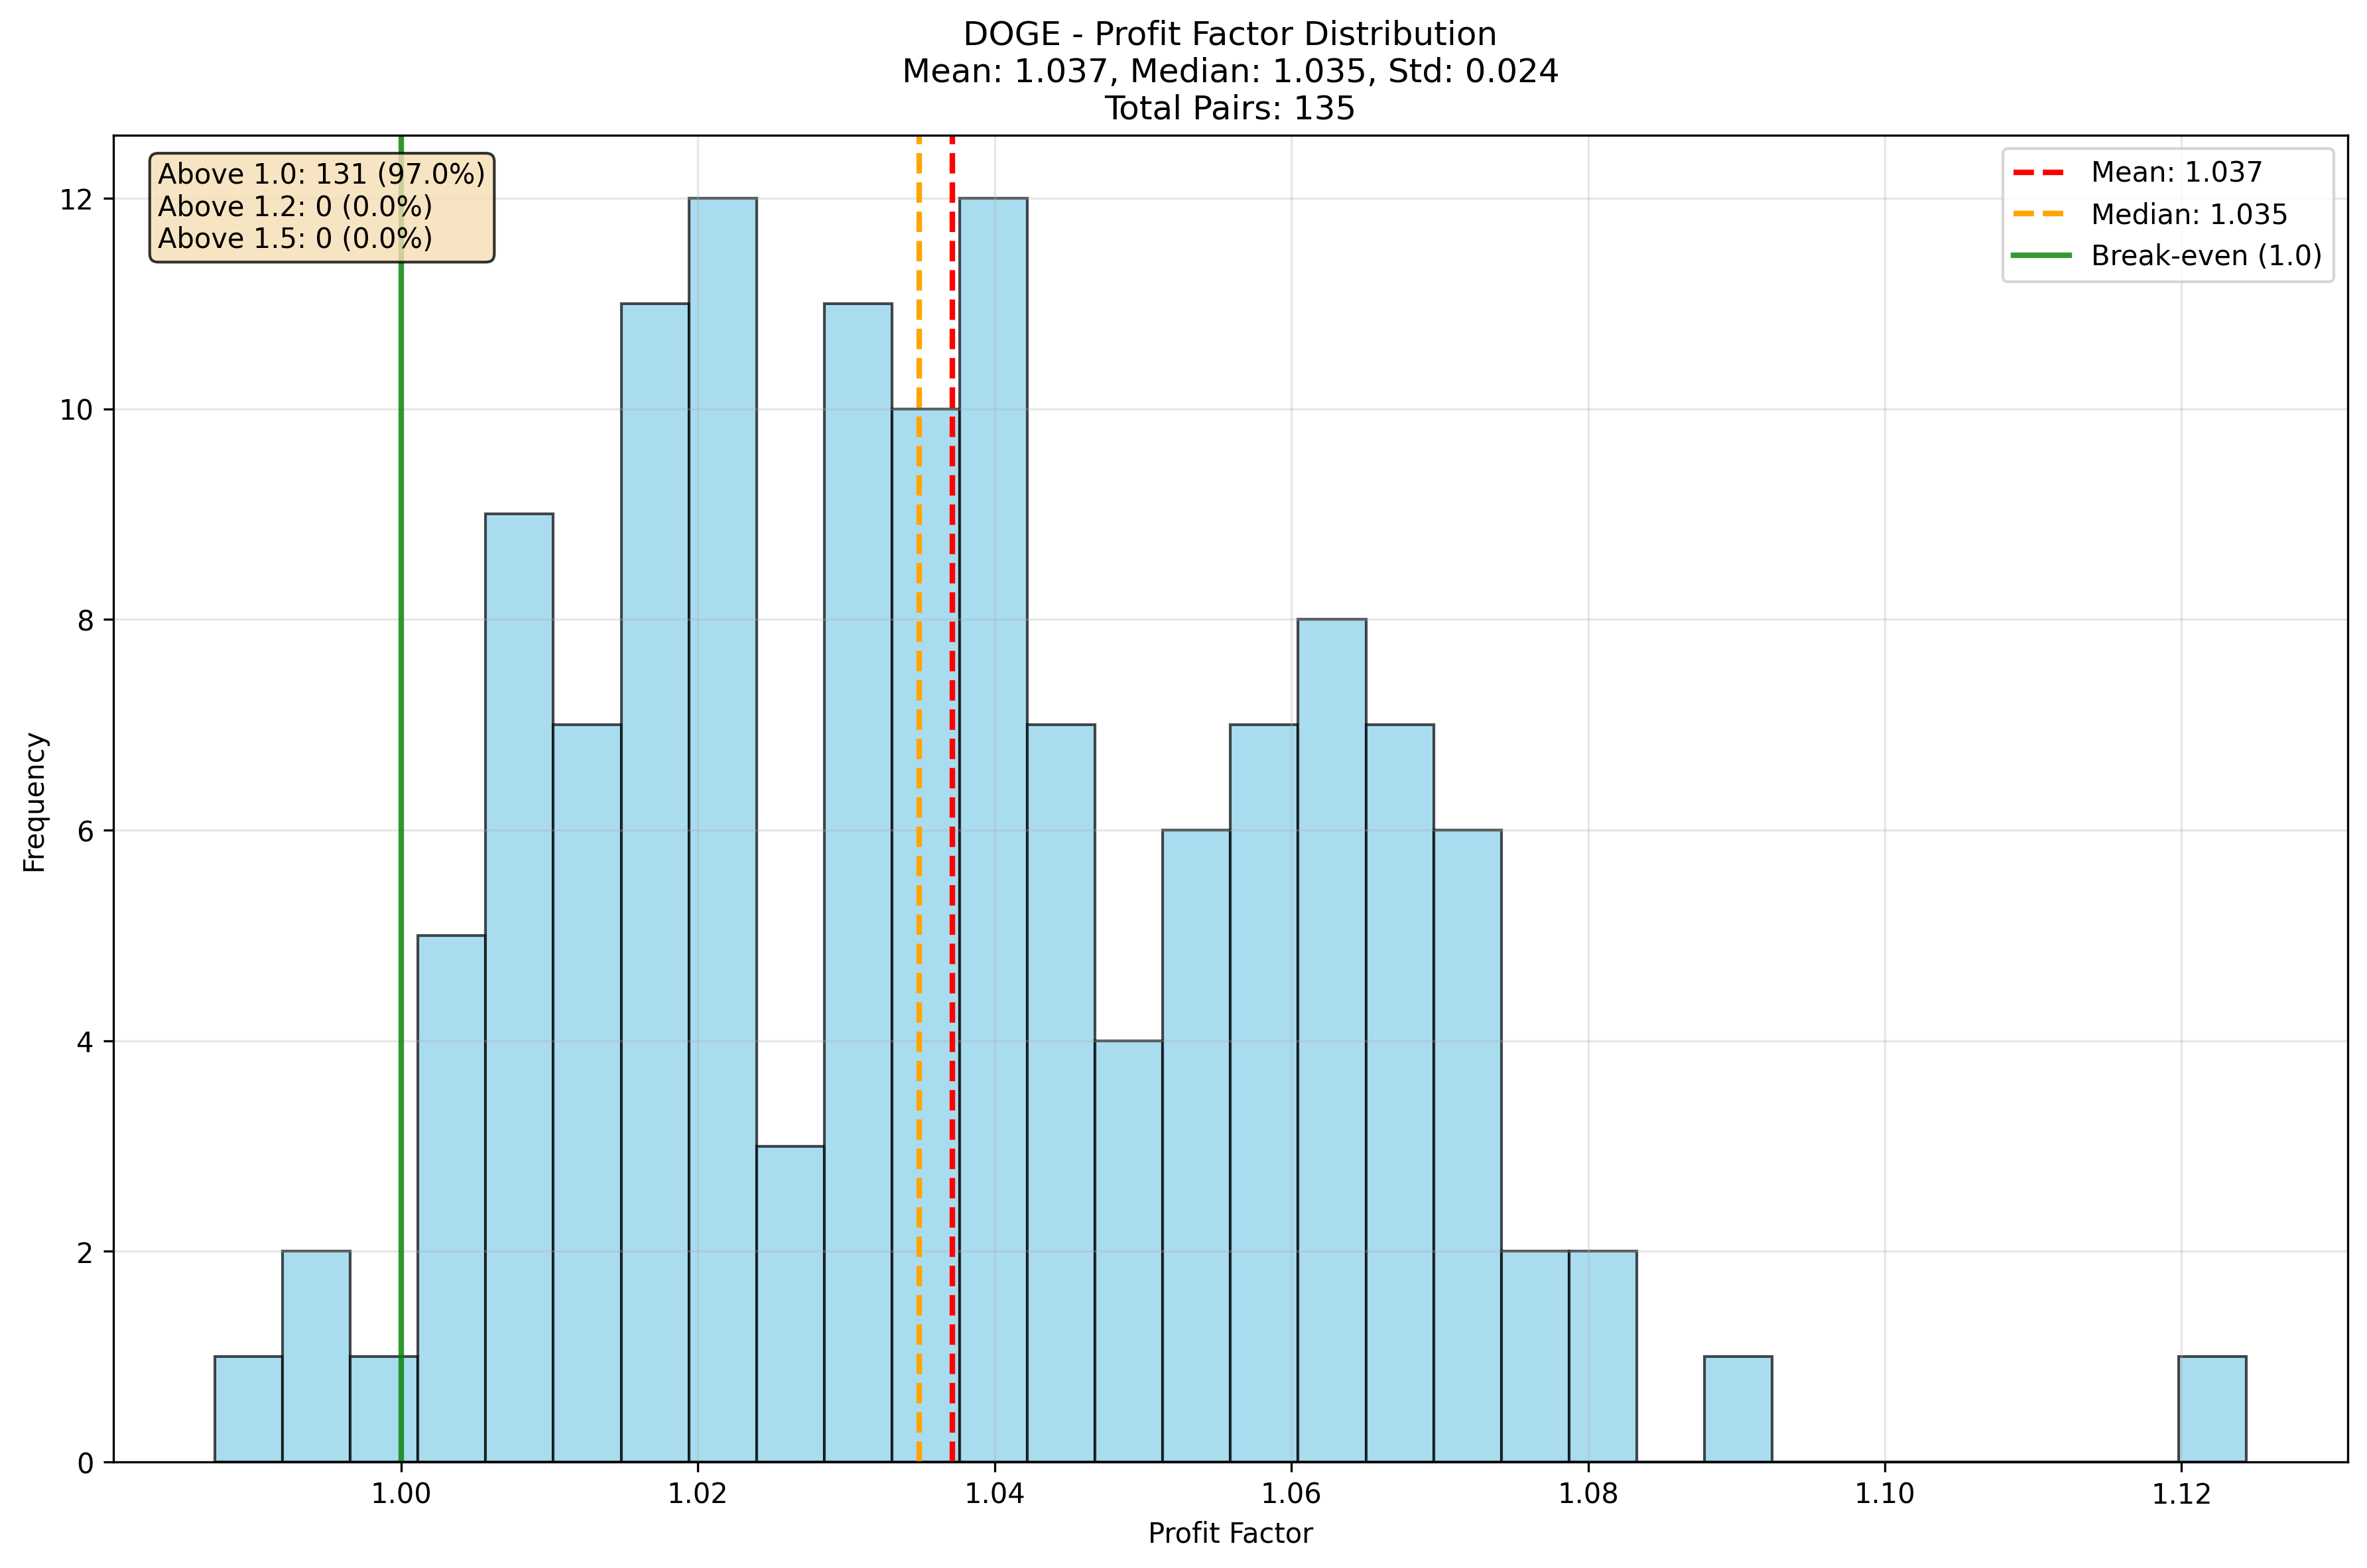 DOGE - Profit Factor Distribution
Mean: 1.037, Median: 1.035, Std: 0.024
Total Pairs: 135
Above 1.0: 131 (97.0%)
Above 1.2: 0 (0.0%)
Above 1.5: 0 (0.0%)
Mean: 1.037
Median: 1.035
Break-even (1.0)
Frequency
12
10
8
6
4
2
0
1.00
1.02
1.04
1.06
1.08
1.10
1.12
Profit Factor